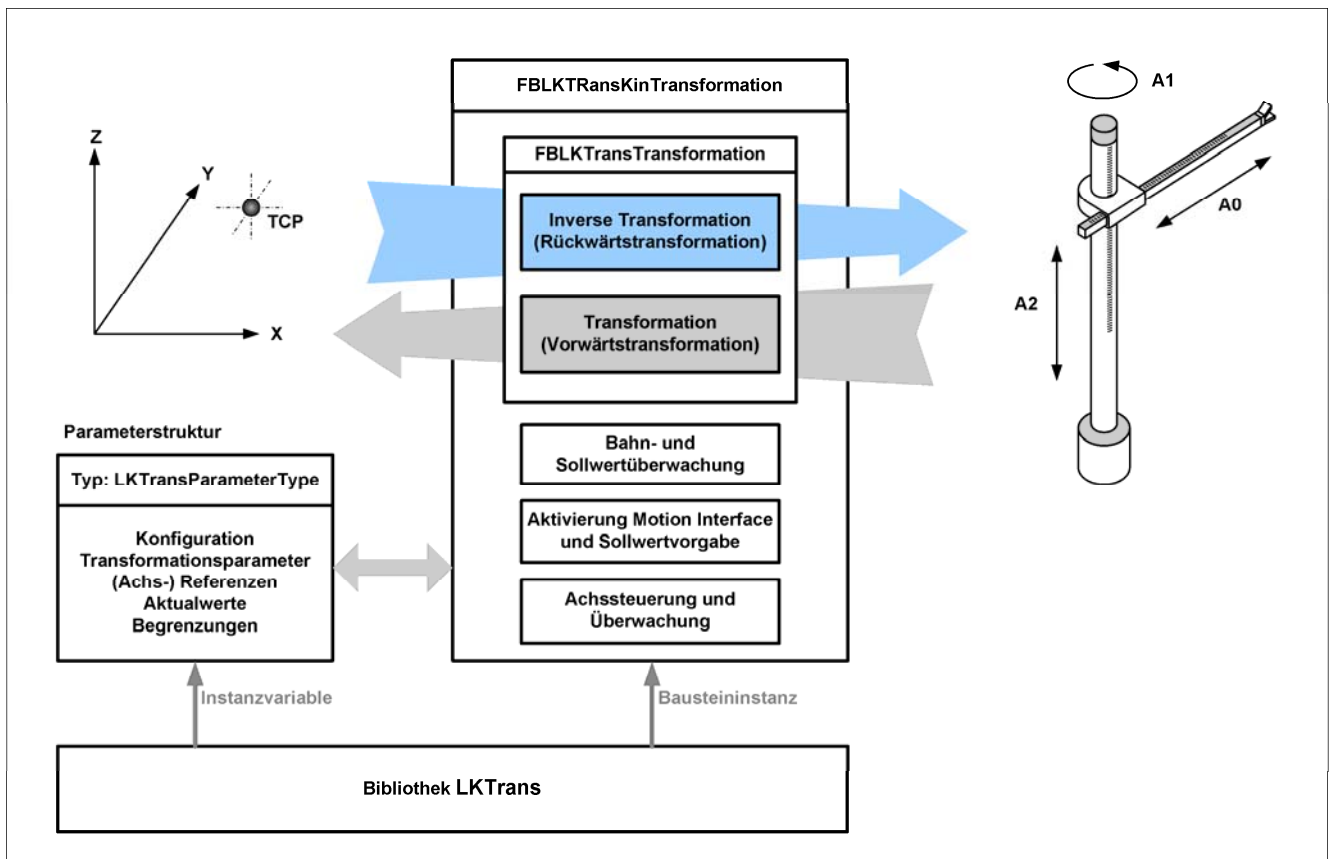 FBLKTRansKinTransformation
FBLKTransTransformation
Inverse Transformation
(Rückwärtstransformation)
Transformation
(Vorwärtstransformation)
Bahn- und
Sollwertüberwachung
Aktivierung Motion Interface
und Sollwertvorgabe
Achssteuerung und
Überwachung
Z
Y
TCP
X
A1
A0
A2
Parameterstruktur
Typ: LKTransParameterType
Konfiguration
Transformationsparameter
(Achs-) Referenzen
Aktualwerte
Begrenzungen
Instanzvariable
Bausteininstanz
Bibliothek LKTrans